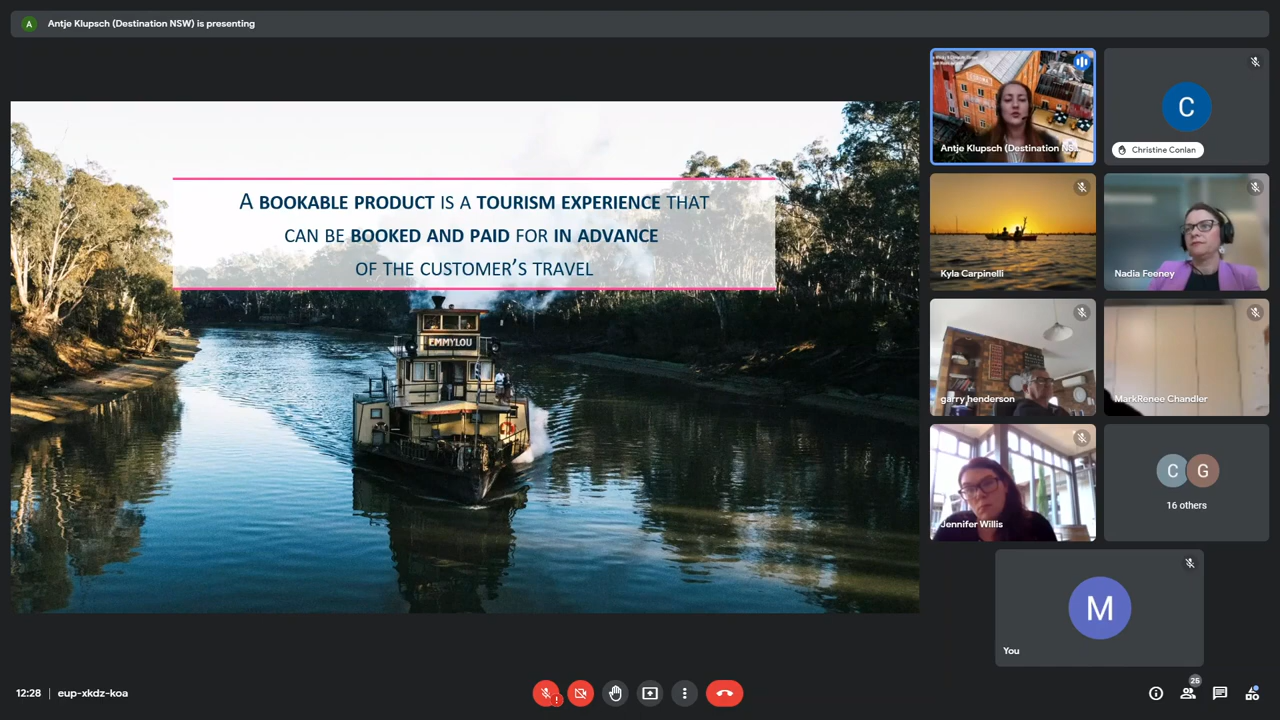 A
Antje Klupsch (Destination NSW) is presenting
A BOOKABLE PRODUCT IS A TOURISM EXPERIENCE THAT
CAN BE BOOKED AND PAID FOR IN ADVANCE
OF THE CUSTOMER'S TRAVEL
EMMYLOU
Antje Klupsch (Destination NS...
C
Christine Conlan
Kyla Carpinelli
Nadia Feeney
garry henderson
MarkRenee Chandler
Jennifer Willis
C G
16 others
M
You
12:28 eup-xkdz-koa
25